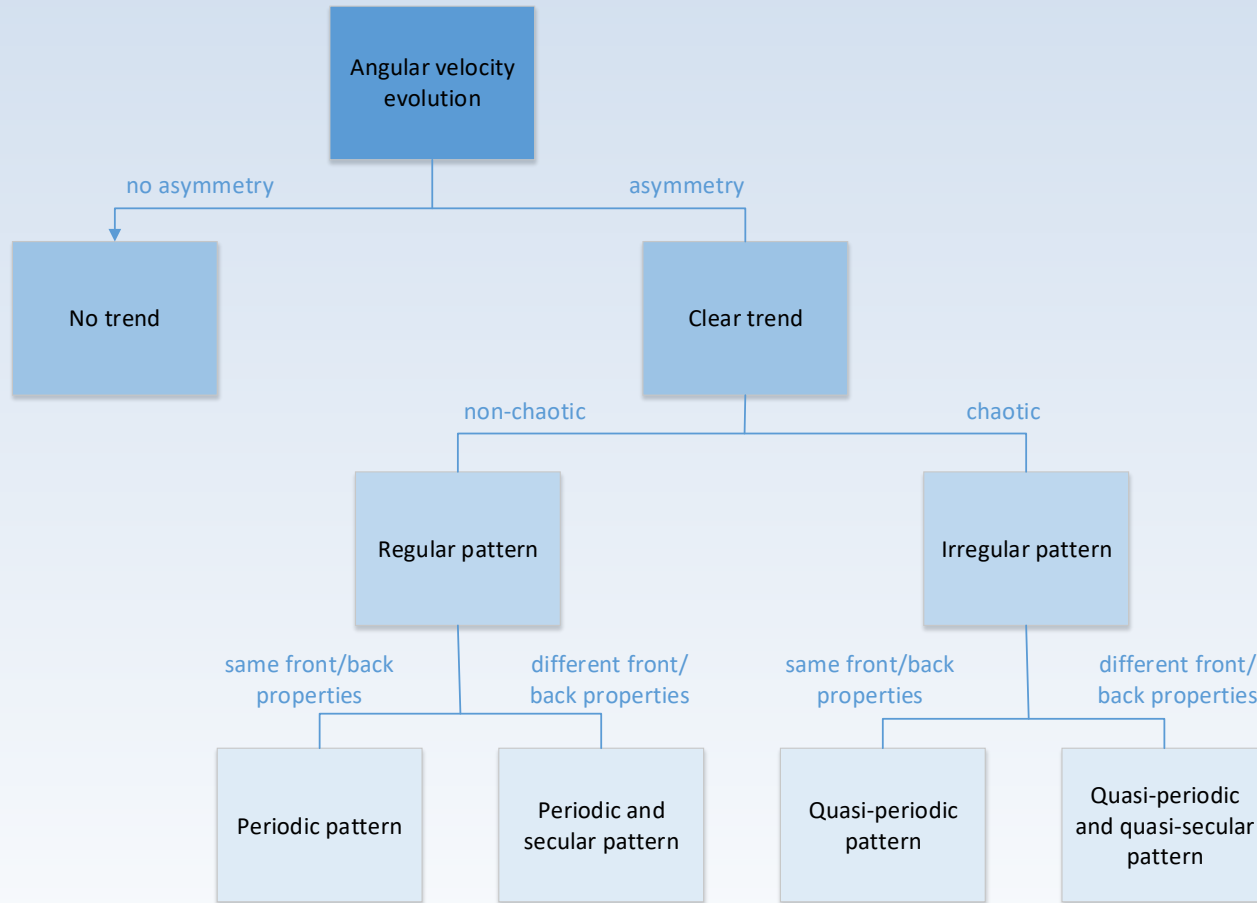 Angular velocity
evolution
no asymmetry
asymmetry
No trend
Clear trend
non-chaotic
chaotic
Regular pattern
Irregular pattern
same front/back
properties
different front/
back properties
same front/back
properties
different front/
back properties
Periodic pattern
Periodic and
secular pattern
Quasi-periodic
pattern
Quasi-periodic
and quasi-secular
pattern